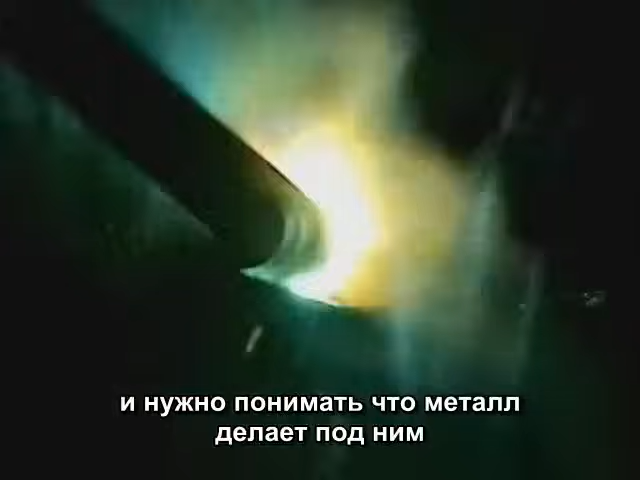 и нужно понимать что металл
делает под ним